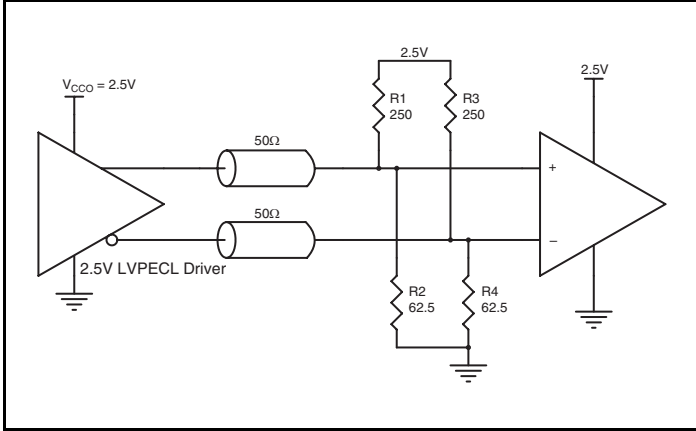 2.5V
V_CCO = 2.5V
2.5V
R1
250
R3
250
50Ω
+
50Ω
–
2.5V LVPECL Driver
R2
62.5
R4
62.5